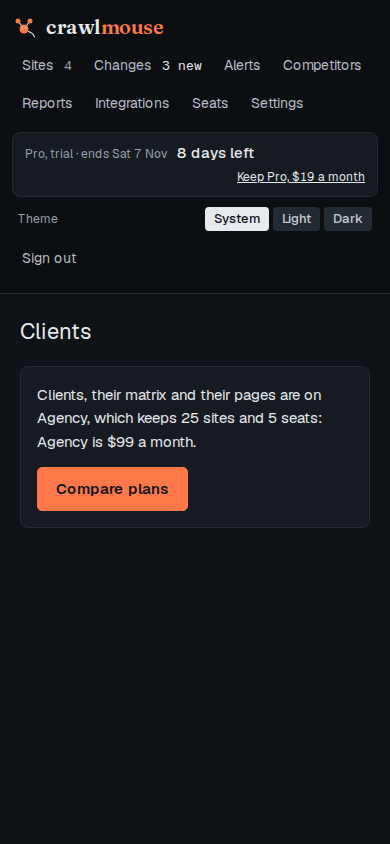 crawlmouse
Sites 4 Changes 3 new Alerts Competitors
Reports Integrations Seats Settings
Pro, trial · ends Sat 7 Nov 8 days left
Keep Pro, $19 a month
Theme System Light Dark
Sign out
Clients
Clients, their matrix and their pages are on
Agency, which keeps 25 sites and 5 seats:
Agency is $99 a month.
Compare plans